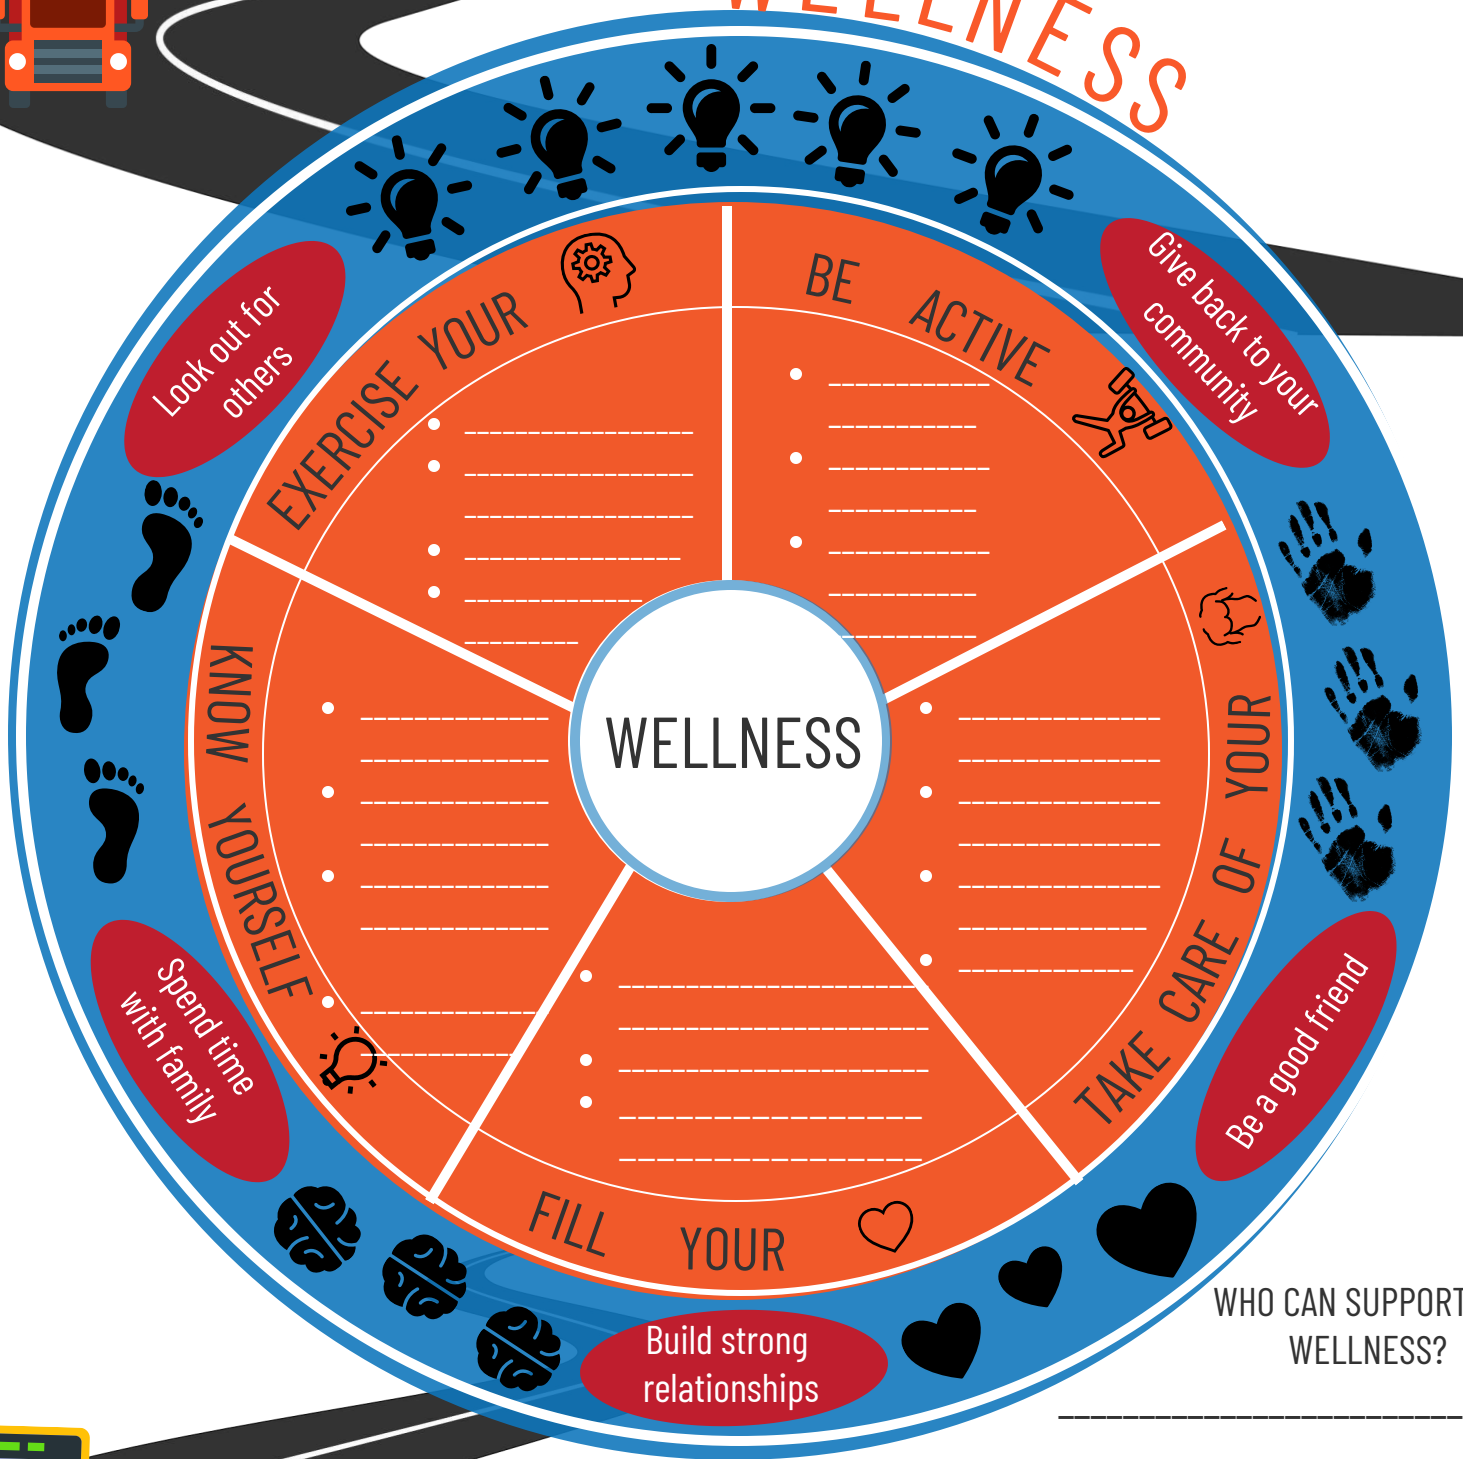 WELLNESS
Look out for
others
Give back to your
community
EXERCISE YOUR
BE ACTIVE
KNOW YOURSELF
WELLNESS
TAKE CARE OF YOUR
Spend time
with family
Be a good friend
FILL YOUR
Build strong
relationships
WHO CAN SUPPORT
WELLNESS?